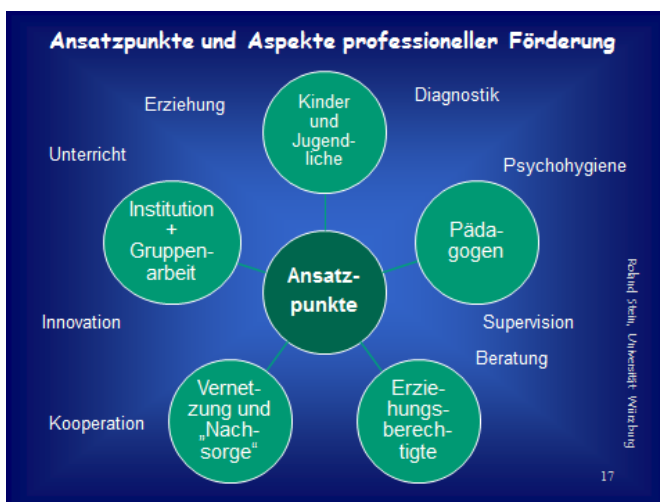 Ansatzpunkte und Aspekte professioneller Förderung
Erziehung
Kinder
und
Jugend-
liche
Diagnostik
Unterricht
Psychohygiene
Institution
+
Gruppen-
arbeit
Päda-
gogen
Ansatz-
punkte
Innovation
Supervision
Beratung
Kooperation
Vernet-
zung und
„Nach-
sorge“
Erzie-
hungs-
berech-
tigte
Roland Stein, Universität Würzburg
17